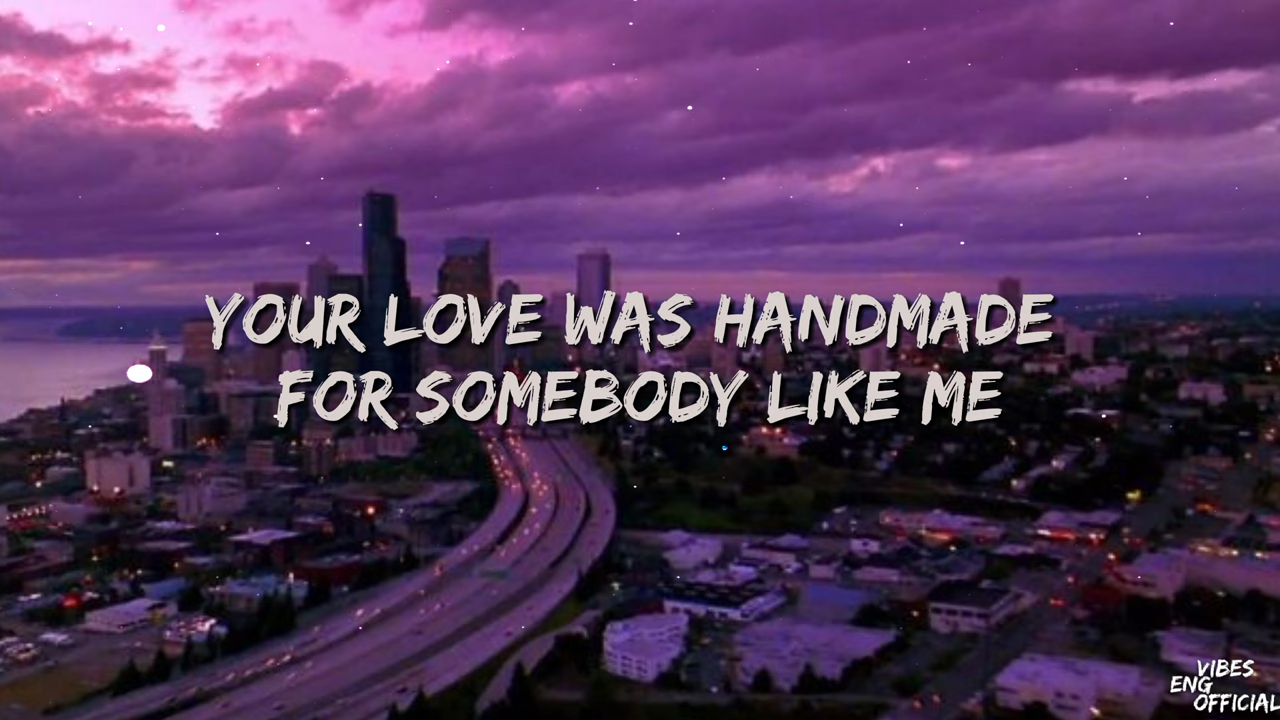 YOUR LOVE WAS HANDMADE
FOR SOMEBODY LIKE ME
VIBES
ENG
OFFICIAL